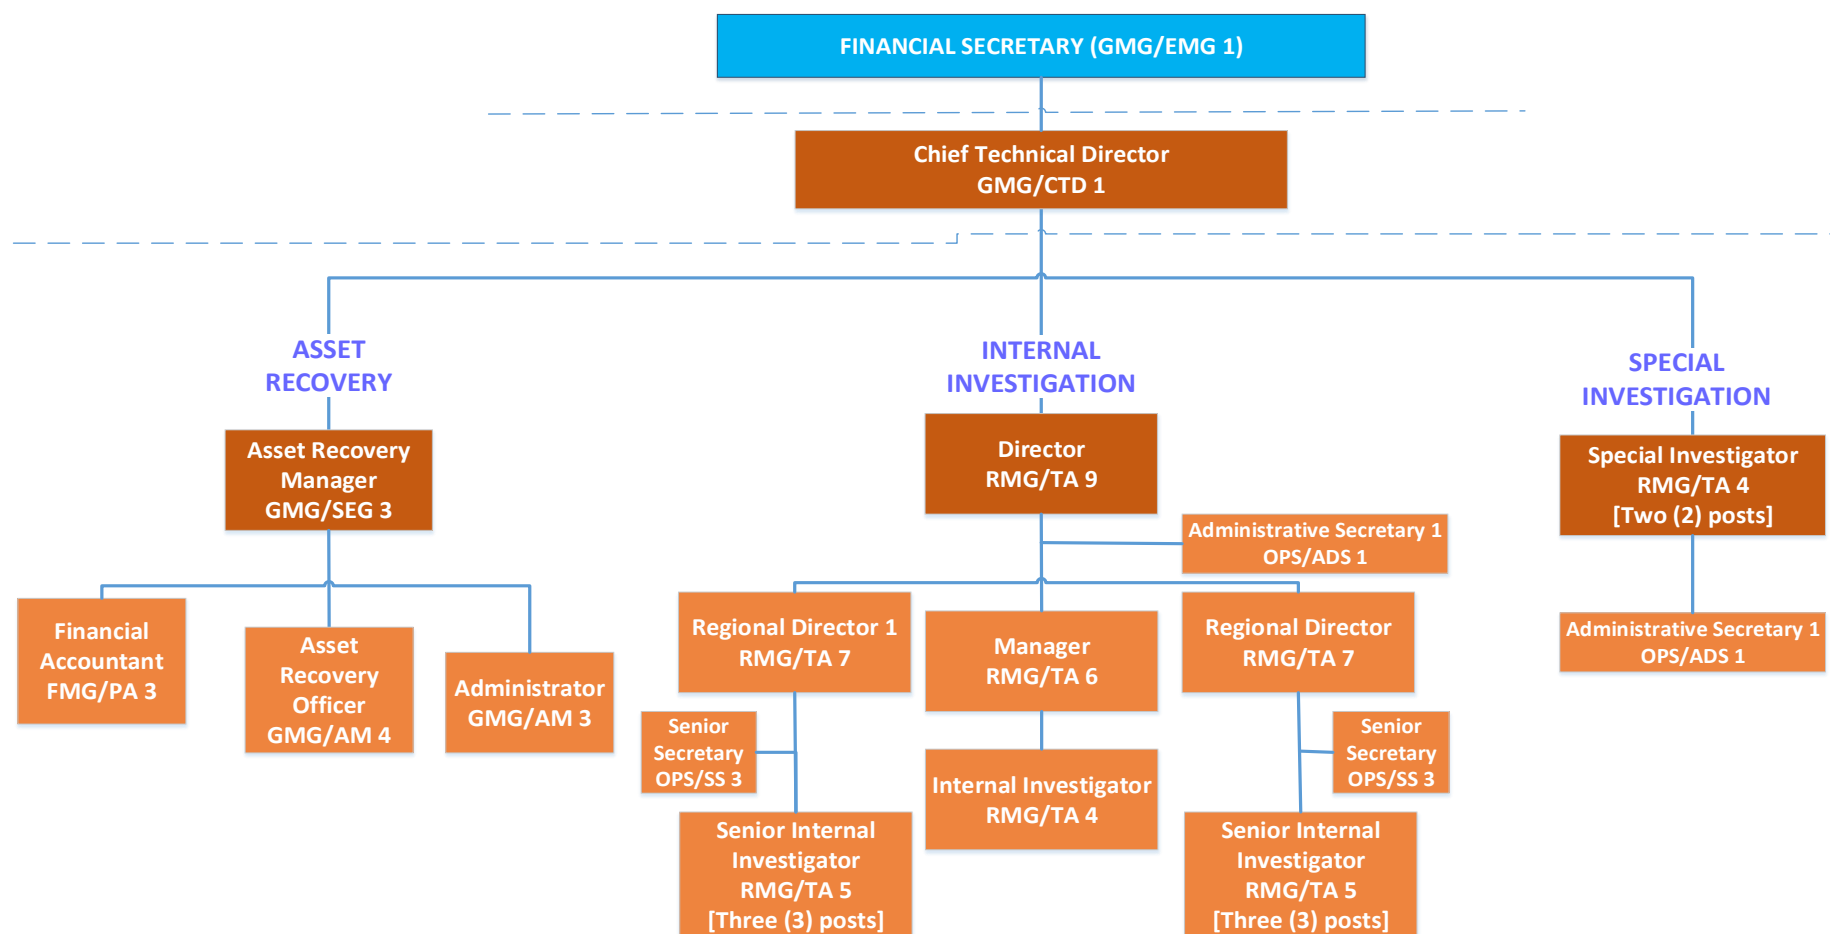 FINANCIAL SECRETARY (GMG/EMG 1)
Chief Technical Director
GMG/CTD 1
ASSET
RECOVERY
Asset Recovery
Manager
GMG/SEG 3
Financial
Accountant
FMG/PA 3
Asset
Recovery
Officer
GMG/AM 4
Administrator
GMG/AM 3
INTERNAL
INVESTIGATION
Director
RMG/TA 9
Administrative Secretary 1
OPS/ADS 1
Regional Director 1
RMG/TA 7
Senior
Secretary
OPS/SS 3
Senior Internal
Investigator
RMG/TA 5
[Three (3) posts]
Manager
RMG/TA 6
Internal Investigator
RMG/TA 4
Regional Director
RMG/TA 7
Senior
Secretary
OPS/SS 3
Senior Internal
Investigator
RMG/TA 5
[Three (3) posts]
SPECIAL
INVESTIGATION
Special Investigator
RMG/TA 4
[Two (2) posts]
Administrative Secretary 1
OPS/ADS 1